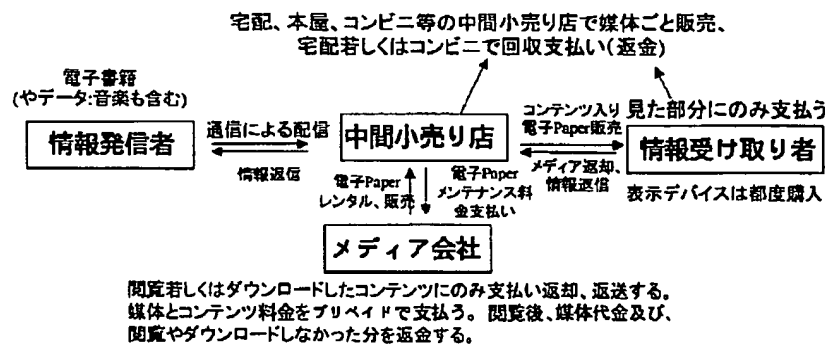 宅配、本屋、コンビニ等の中間小売り店で媒体ごと販売、
宅配若しくはコンビニで回収支払い(返金)
電子書籍
(やデータ:音楽も含む)
情報発信者
通信による配信
情報返信
中間小売り店
コンテンツ入り
電子Paper販売
メディア返却、
情報返信
見た部分にのみ支払う
情報受け取り者
表示デバイスは都度購入
電子Paper
レンタル、販売
電子Paper
メンテナンス料
金支払い
メディア会社
閲覧若しくはダウンロードしたコンテンツにのみ支払い返却、返送する。
媒体とコンテンツ料金をプリペイドで支払う。 閲覧後、媒体代金及び、
閲覧やダウンロードしなかった分を返金する。